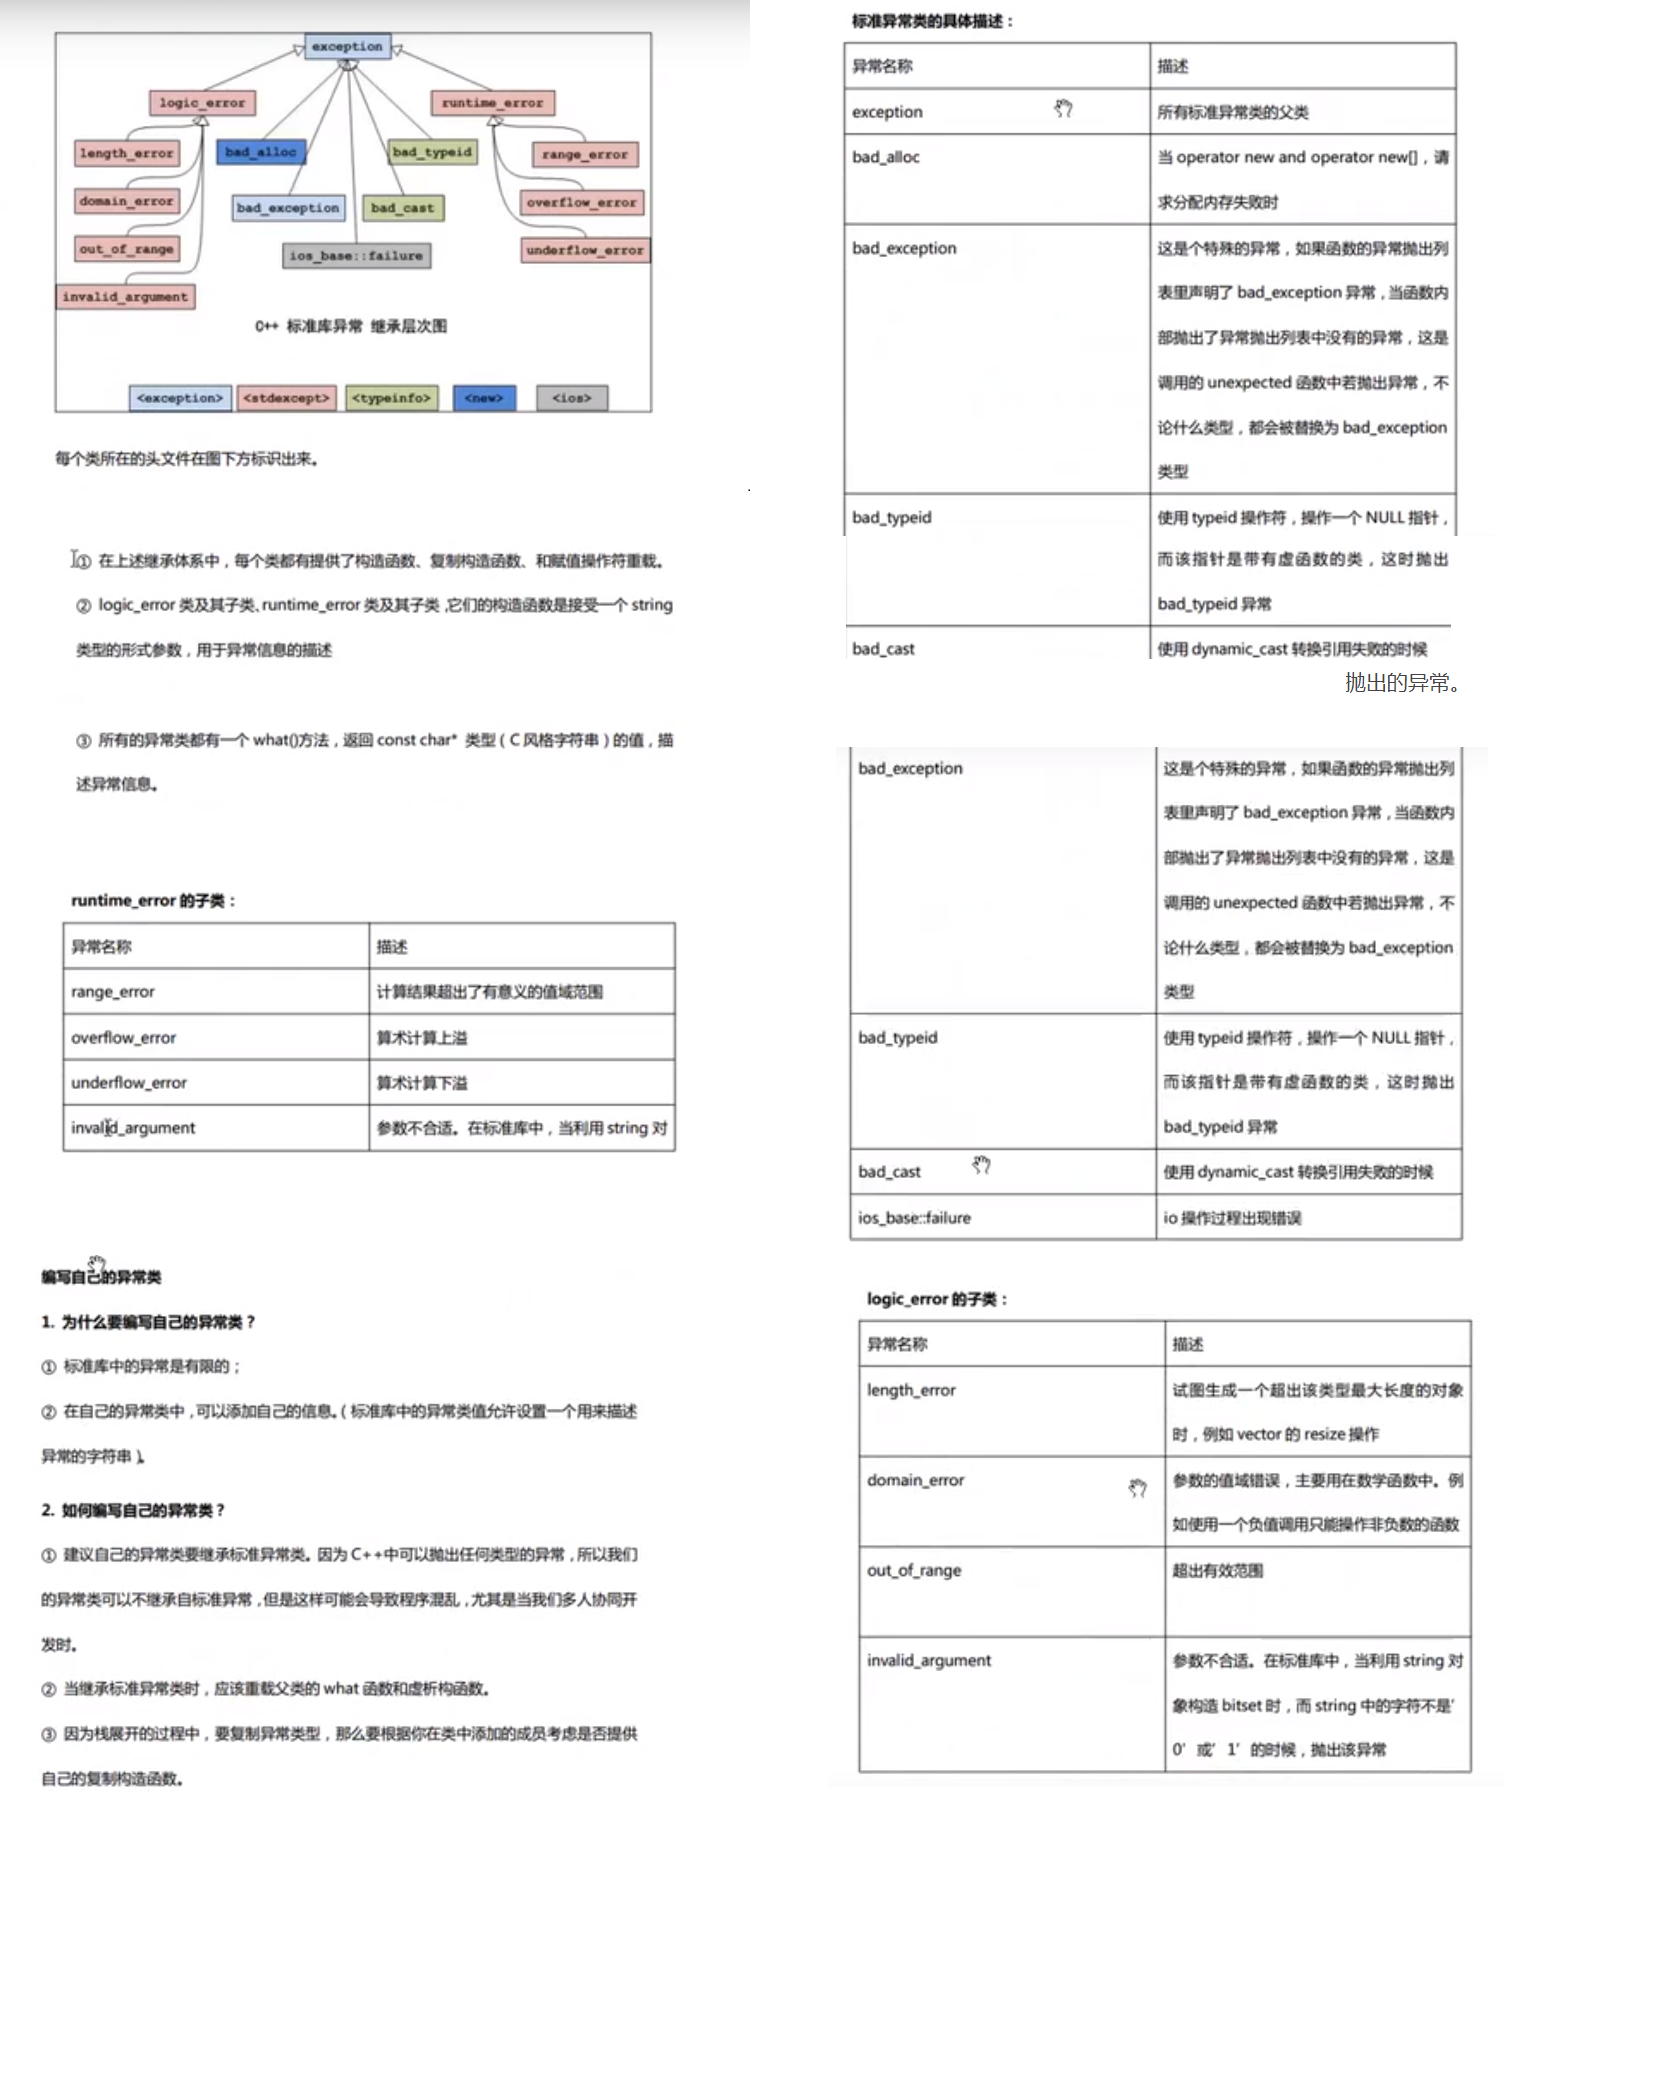 exception
logic_error
runtime_error
length_error
bad_alloc
bad_typeid
range_error
domain_error
bad_exception
bad_cast
overflow_error
out_of_range
ios_base::failure
underflow_error
invalid_argument
C++ 标准库异常 继承层次图
<exception>
<stdexcept>
<typeinfo>
<new>
<ios>
每个类所在的头文件在图下方标识出来。
① 在上述继承体系中，每个类都有提供了构造函数、复制构造函数、和赋值操作符重载。
② logic_error 类及其子类、runtime_error 类及其子类，它们的构造函数是接受一个 string
类型的形式参数，用于异常信息的描述
③ 所有的异常类都有一个 what()方法，返回 const char* 类型（C 风格字符串）的值，描
述异常信息。
runtime_error 的子类：
异常名称 描述
range_error 计算结果超出了有意义的值域范围
overflow_error 算术计算上溢
underflow_error 算术计算下溢
invalid_argument 参数不合适。在标准库中，当利用 string 对
编写自己的异常类
1. 为什么要编写自己的异常类？
① 标准库中的异常是有限的；
② 在自己的异常类中，可以添加自己的信息。（标准库中的异常类值允许设置一个用来描述
异常的字符串）。
2. 如何编写自己的异常类？
① 建议自己的异常类要继承标准异常类。因为 C++中可以抛出任何类型的异常，所以我们
的异常类可以不继承自标准异常，但是这样可能会导致程序混乱，尤其是当我们多人协同开
发时。
② 当继承标准异常类时，应该重载父类的 what 函数和虚析构函数。
③ 因为栈展开的过程中，要复制异常类型，那么要根据你在类中添加的成员考虑是否提供
自己的复制构造函数。
标准异常类的具体描述：
异常名称 描述
exception 所有标准异常类的父类
bad_alloc 当 operator new and operator new[]，请
求分配内存失败时
bad_exception 这是个特殊的异常，如果函数的异常抛出列
表里声明了 bad_exception 异常，当函数内
部抛出了异常抛出列表中没有的异常，这是
调用的 unexpected 函数中若抛出异常，不
论什么类型，都会被替换为 bad_exception
类型
bad_typeid 使用 typeid 操作符，操作一个 NULL 指针，
而该指针是带有虚函数的类，这时抛出
bad_typeid 异常
bad_cast 使用 dynamic_cast 转换引用失败的时候
抛出的异常。
bad_exception 这是个特殊的异常，如果函数的异常抛出列
表里声明了 bad_exception 异常，当函数内
部抛出了异常抛出列表中没有的异常，这是
调用的 unexpected 函数中若抛出异常，不
论什么类型，都会被替换为 bad_exception
类型
bad_typeid 使用 typeid 操作符，操作一个 NULL 指针，
而该指针是带有虚函数的类，这时抛出
bad_typeid 异常
bad_cast 使用 dynamic_cast 转换引用失败的时候
ios_base::failure io 操作过程出现错误
logic_error 的子类：
异常名称 描述
length_error 试图生成一个超出该类型最大长度的对象
时，例如 vector 的 resize 操作
domain_error 参数的值域错误，主要用在数学函数中。例
如使用一个负值调用只能操作非负数的函数
out_of_range 超出有效范围
invalid_argument 参数不合适。在标准库中，当利用 string 对
象构造 bitset 时，而 string 中的字符不是’
0’ 或’ 1’ 的时候，抛出该异常